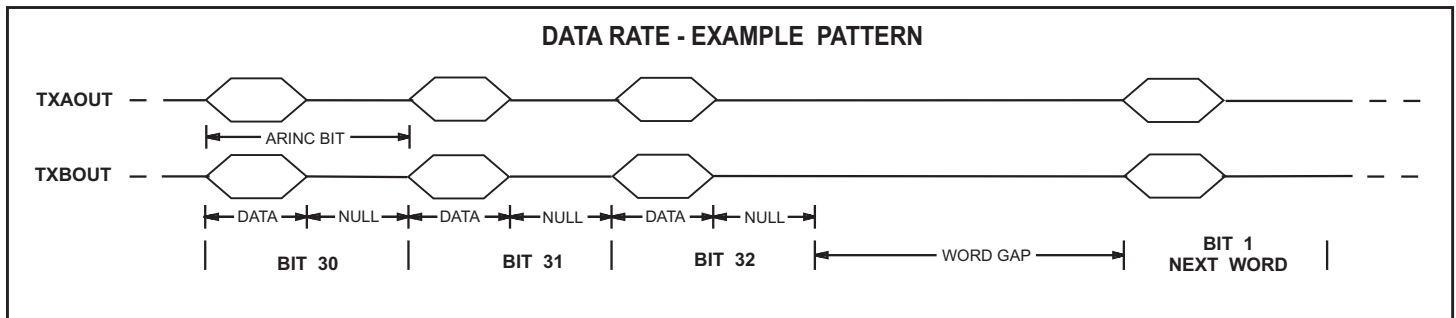 DATA RATE - EXAMPLE PATTERN
TXAOUT
ARINC BIT
TXBOUT
DATA NULL DATA NULL DATA NULL
BIT 30 BIT 31 BIT 32 WORD GAP BIT 1
NEXT WORD